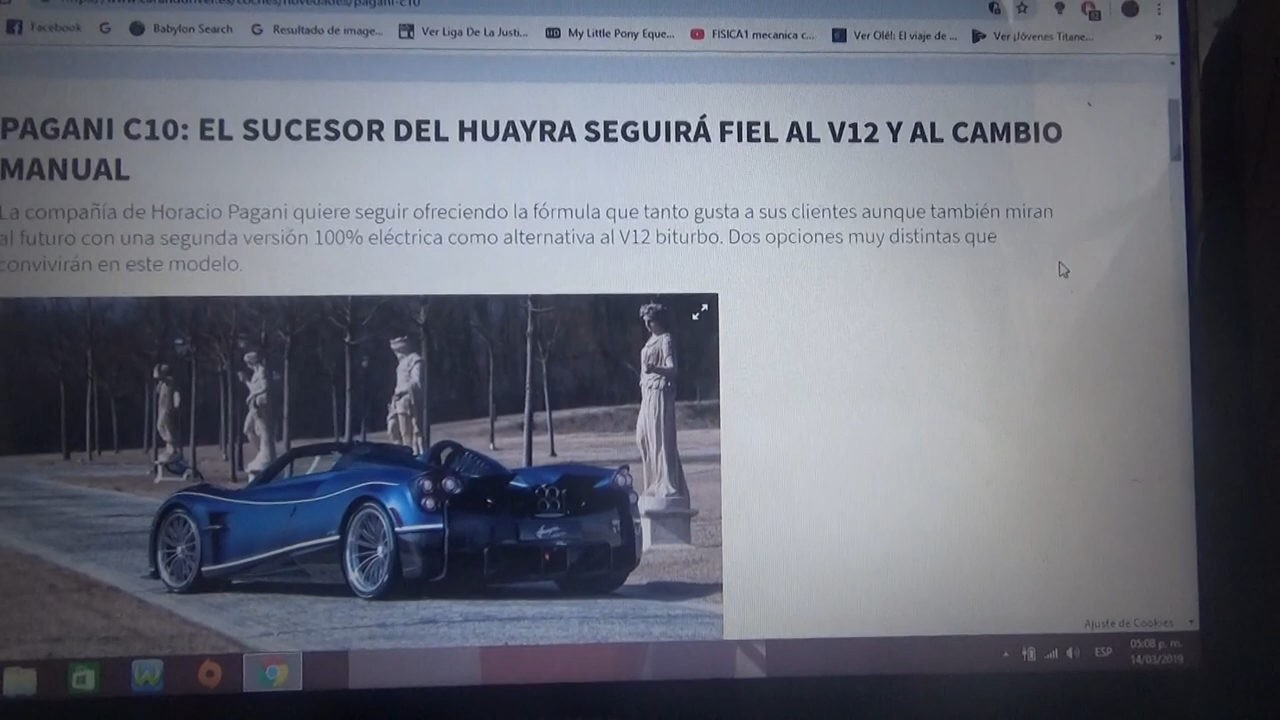 Facebook
Babylon Search
Resultado de image...
Ver Liga De La Justi...
My Little Pony Eque...
FISICA1 mecanica c...
Ver Olé!: El viaje de ...
Ver ¡Jóvenes Titane...
»
PAGANI C10: EL SUCESOR DEL HUAYRA SEGUIRÁ FIEL AL V12 Y AL CAMBIO
MANUAL
La compañía de Horacio Pagani quiere seguir ofreciendo la fórmula que tanto gusta a sus clientes aunque también miran
al futuro con una segunda versión 100% eléctrica como alternativa al V12 biturbo. Dos opciones muy distintas que
convivirán en este modelo.
Ajuste de Cookies
ESP
05:08 p. m.
14/03/2019